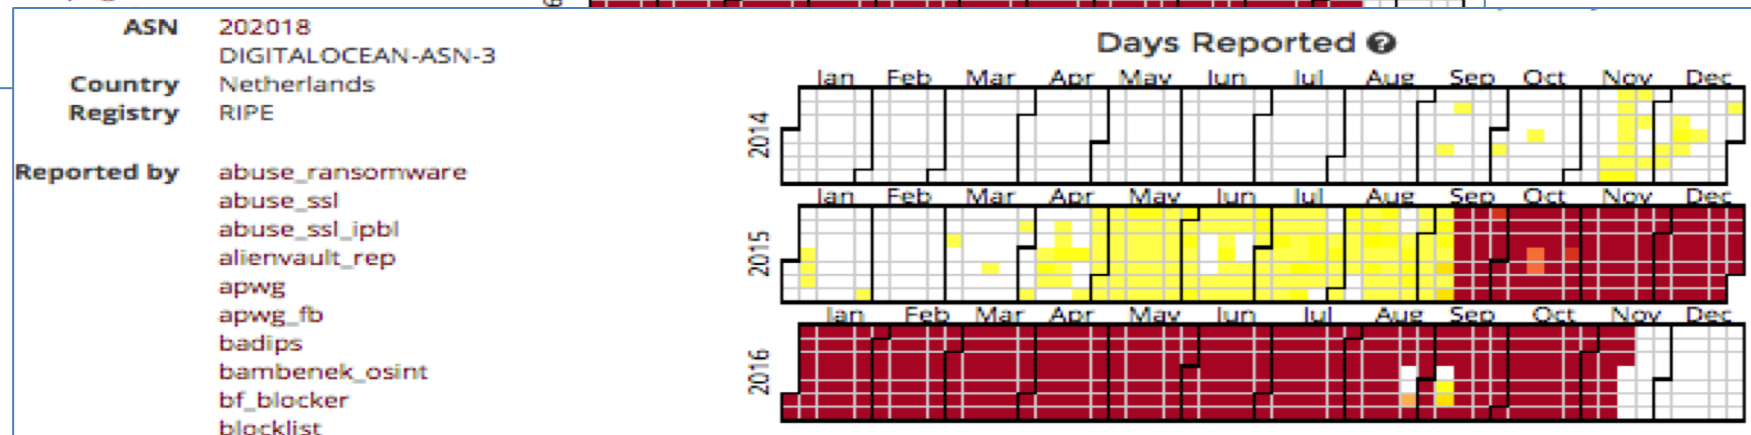 ASN 202018
DIGITALOCEAN-ASN-3
Country Netherlands
Registry RIPE
Reported by abuse_ransomware
abuse_ssl
abuse_ssl_ipbl
alienvault_rep
apwg
apwg_fb
badips
bambenek_osint
bf_blocker
blocklist
Days Reported ?
Jan Feb Mar Apr May Jun Jul Aug Sep Oct Nov Dec
2014
Jan Feb Mar Apr May Jun Jul Aug Sep Oct Nov Dec
2015
Jan Feb Mar Apr May Jun Jul Aug Sep Oct Nov Dec
2016